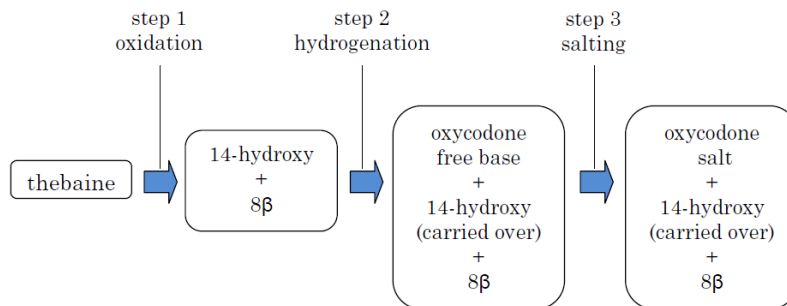 step 1
oxidation
step 2
hydrogenation
step 3
salting
thebaine
14-hydroxy
+
8β
oxycodone
free base
+
14-hydroxy
(carried over)
+
8β
oxycodone
salt
+
14-hydroxy
(carried over)
+
8β